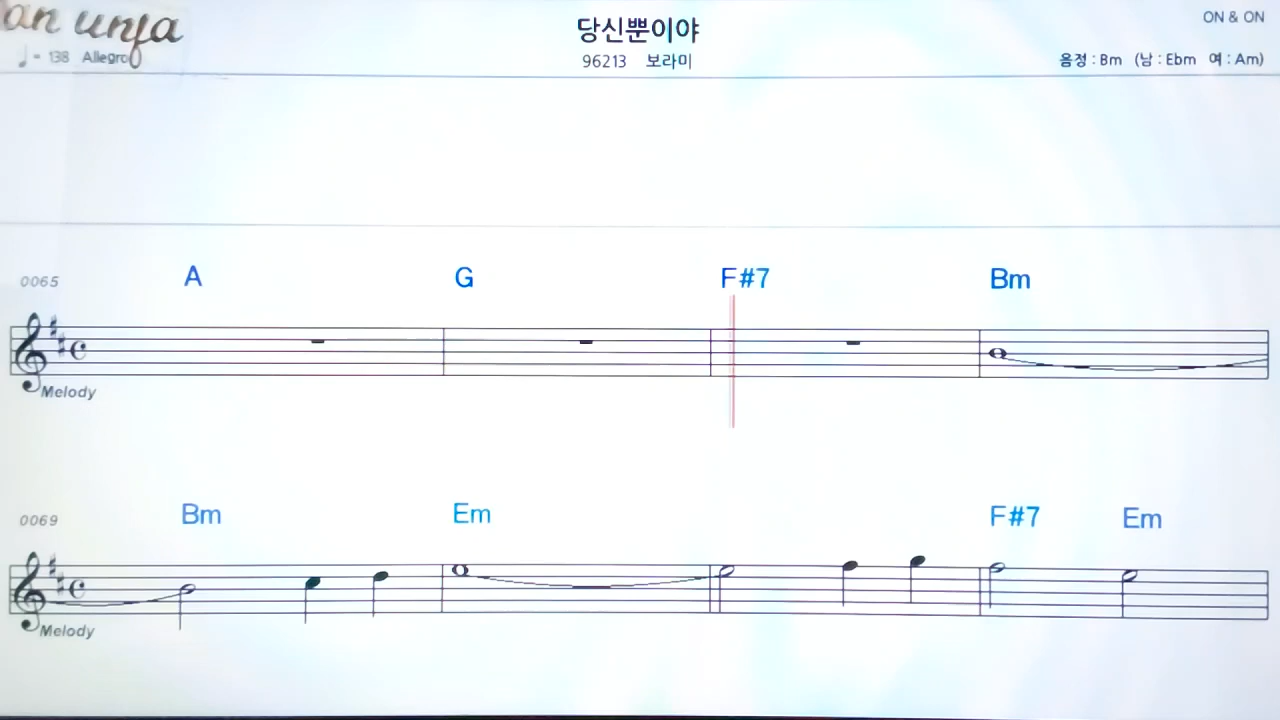 an unfa
♩= 138 Allegro
당신뿐이야
96213 보라미
ON & ON
음정 : Bm (남 : Ebm 여 : Am)
0065 A G F#7 Bm
Melody
0069 Bm Em F#7 Em
Melody